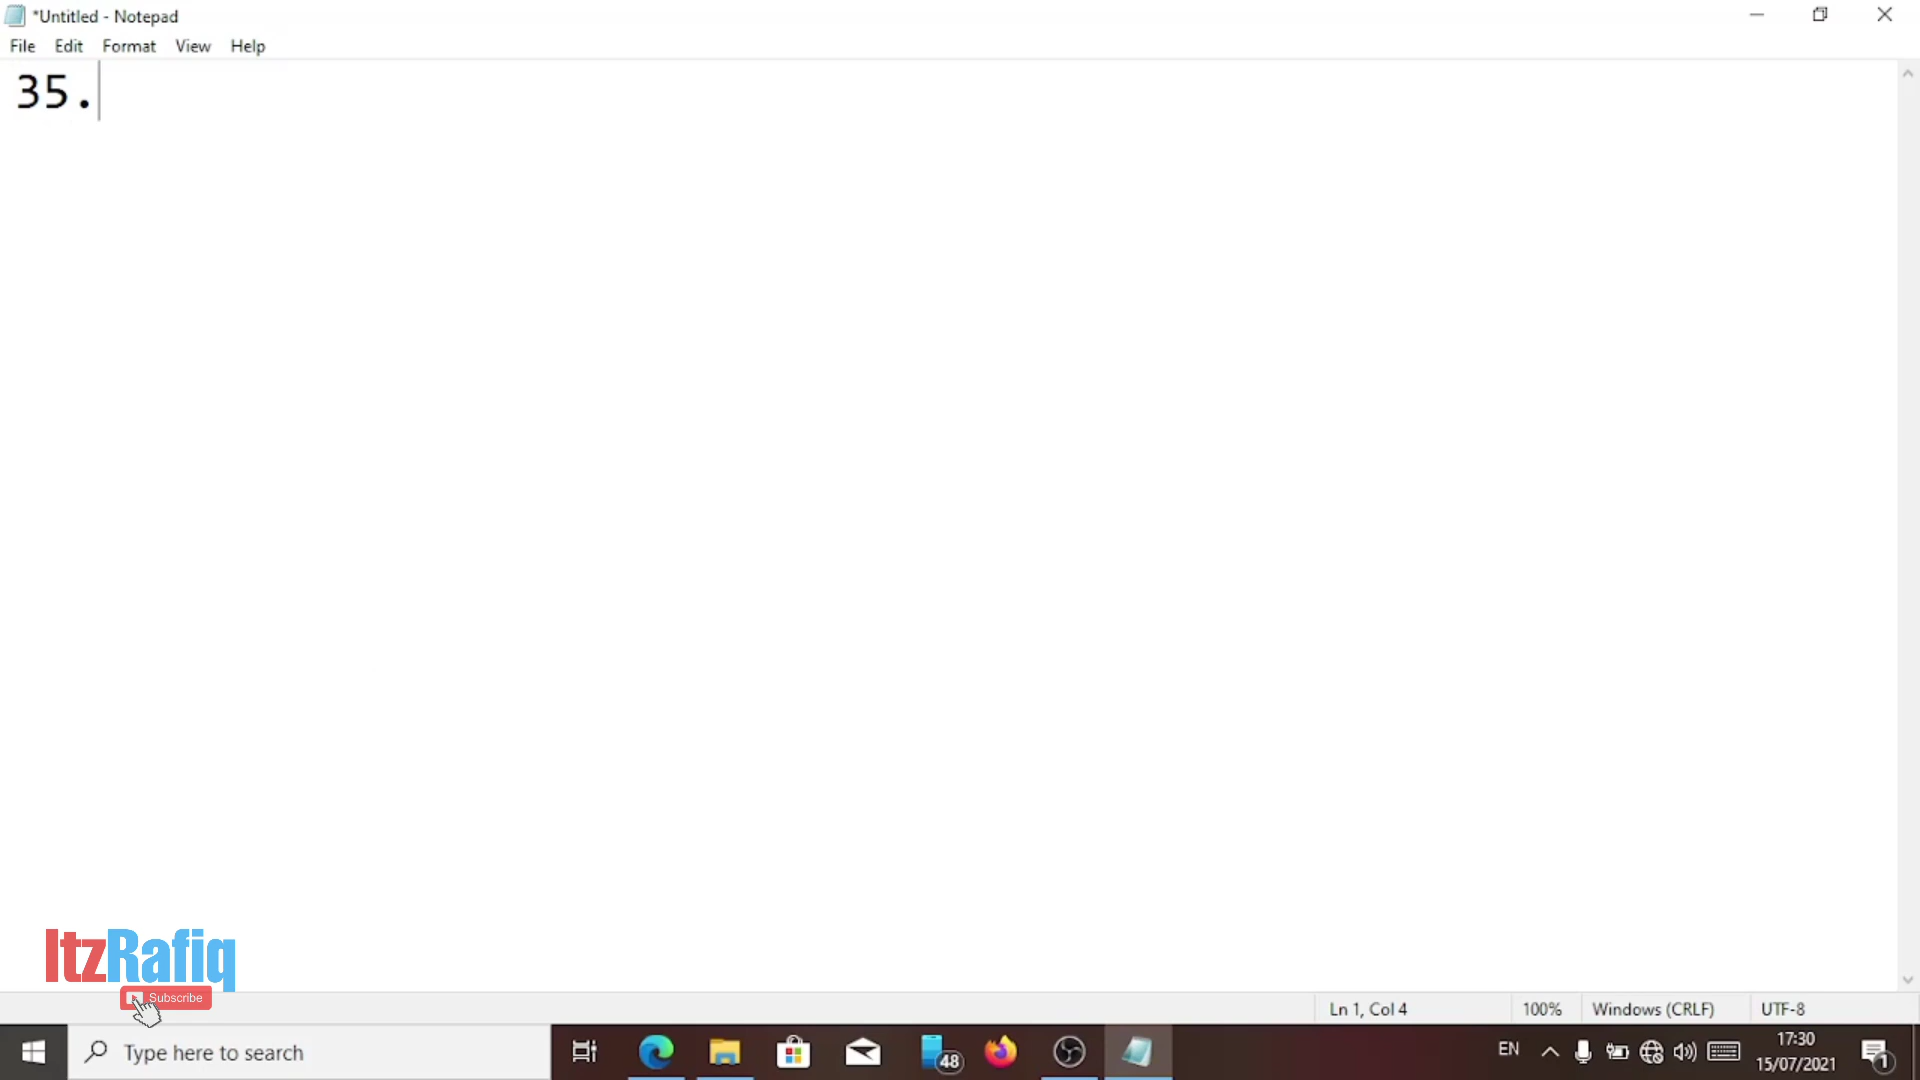 *Untitled - Notepad
File Edit Format View Help
35.
ItzRafiq
Subscribe
Ln 1, Col 4 100% Windows (CRLF) UTF-8
Type here to search
48
EN
17:30
15/07/2021
1